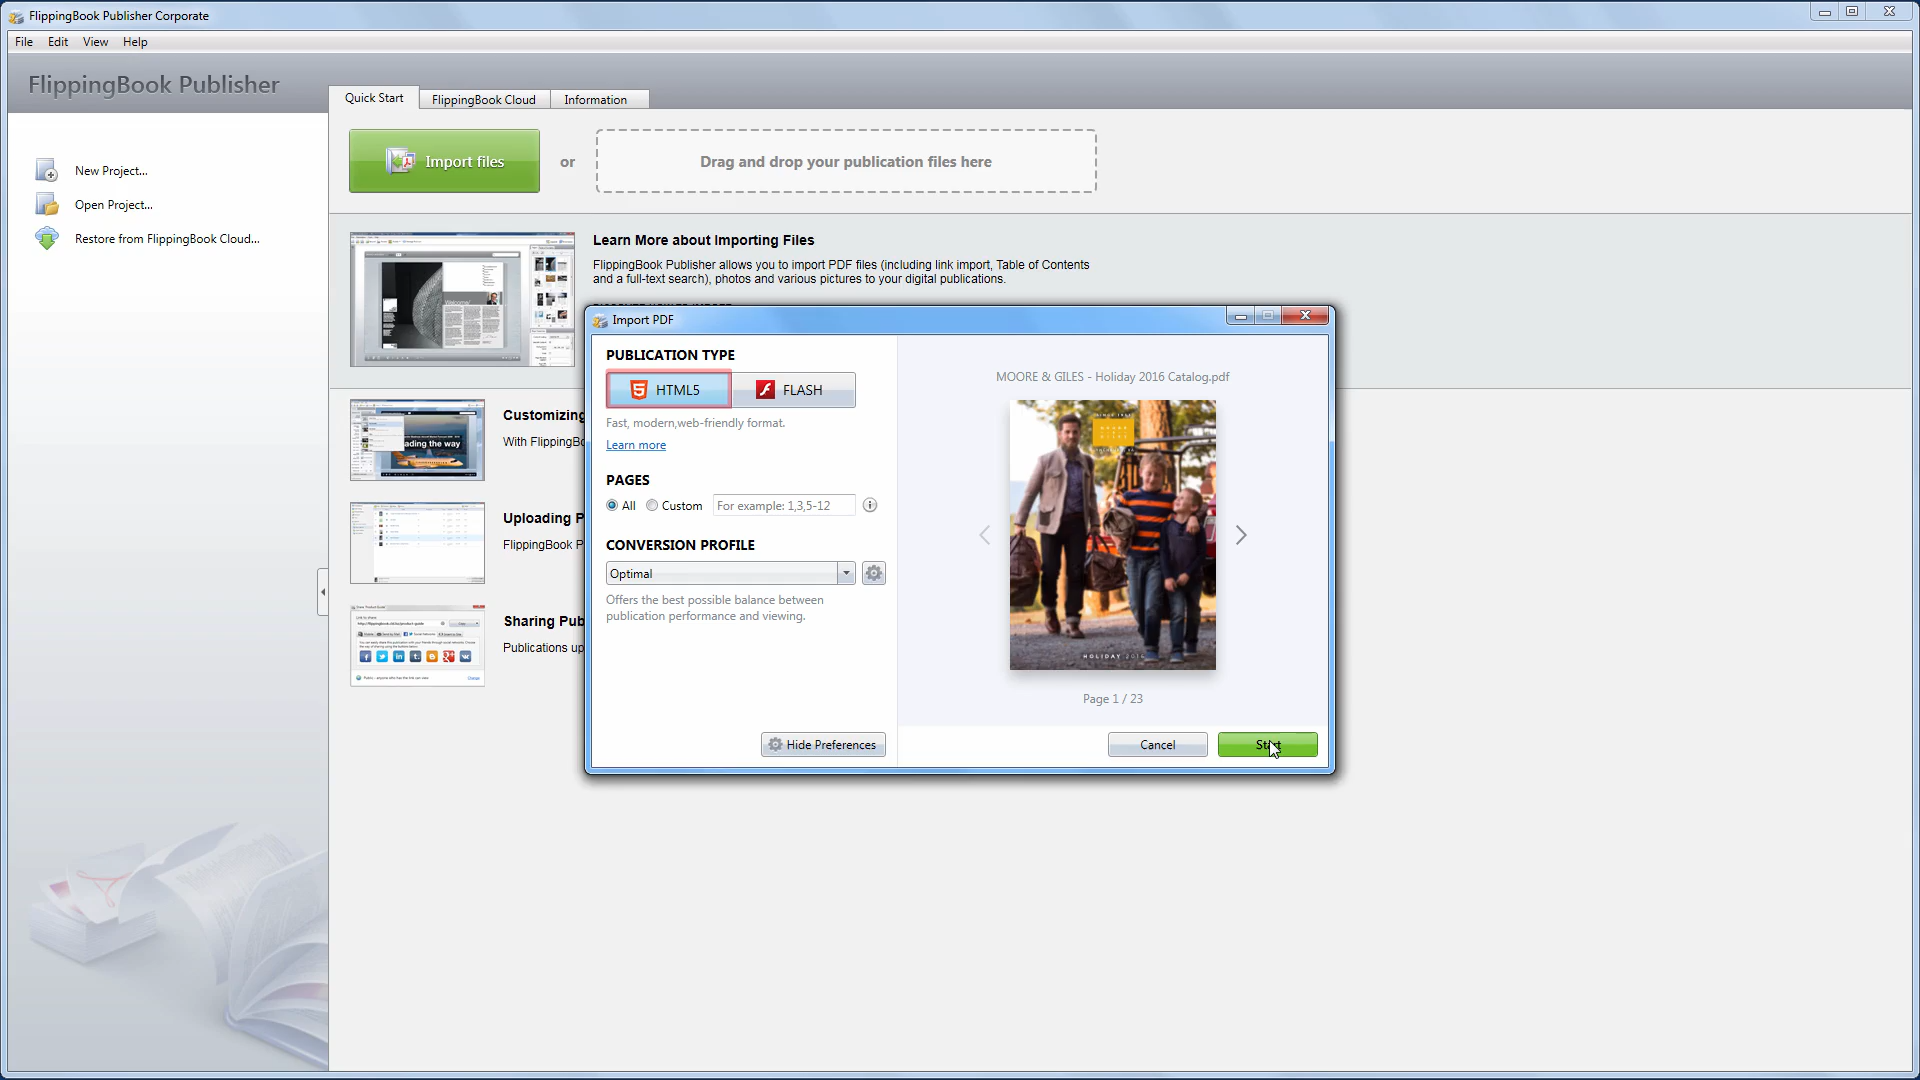 FlippingBook Publisher Corporate
File Edit View Help
FlippingBook Publisher
Quick Start FlippingBook Cloud Information
New Project...
Open Project...
Restore from FlippingBook Cloud...
Import files or Drag and drop your publication files here
Learn More about Importing Files
FlippingBook Publisher allows you to import PDF files (including link import, Table of Contents
and a full-text search), photos and various pictures to your digital publications.
Customizing
With FlippingBo
Uploading P
FlippingBook P
Sharing Pub
Publications up
Import PDF
PUBLICATION TYPE
HTML5 FLASH
Fast, modern,web-friendly format.
Learn more
PAGES
All Custom For example: 1,3,5-12
CONVERSION PROFILE
Optimal
Offers the best possible balance between
publication performance and viewing.
Hide Preferences
MOORE & GILES - Holiday 2016 Catalog.pdf
HOLIDAY 2016
Page 1 / 23
Cancel Start